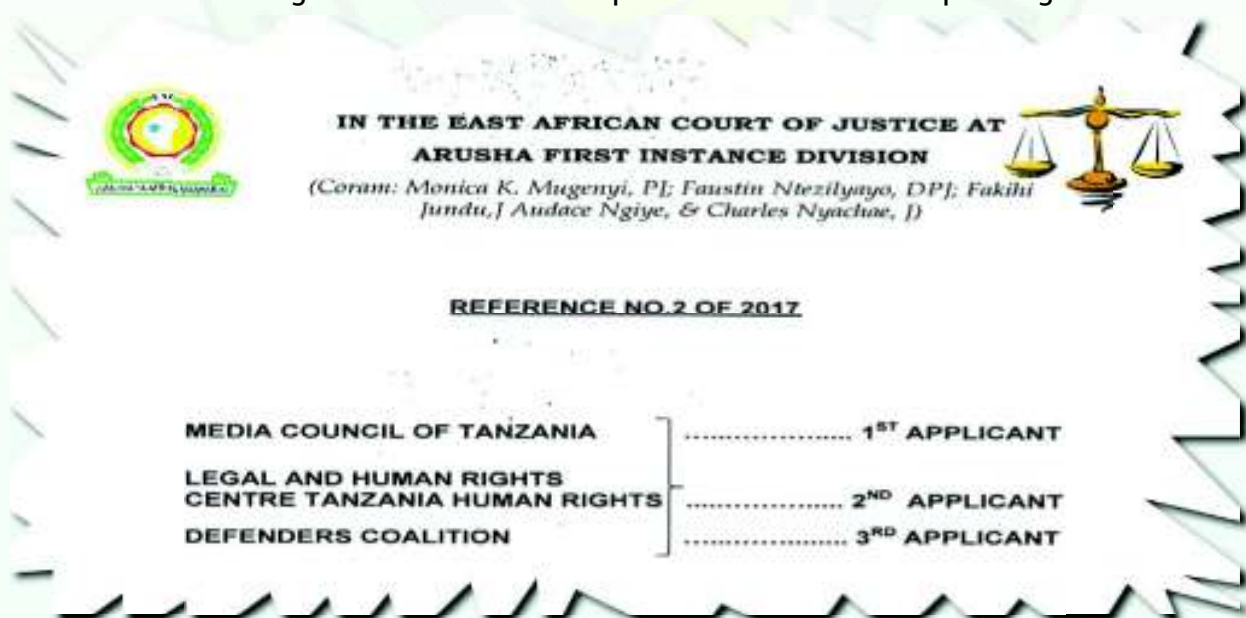 IN THE EAST AFRICAN COURT OF JUSTICE AT
ARUSHA FIRST INSTANCE DIVISION
(Coram: Monica K. Mugenyi, PJ; Faustin Ntezilyayo, DPJ; Fakihi
Jundu,J Audace Ngiye, & Charles Nyachae, J)
REFERENCE NO.2 OF 2017
MEDIA COUNCIL OF TANZANIA .................... 1ST APPLICANT
LEGAL AND HUMAN RIGHTS
CENTRE TANZANIA HUMAN RIGHTS ................... 2ND APPLICANT
DEFENDERS COALITION .................... 3RD APPLICANT